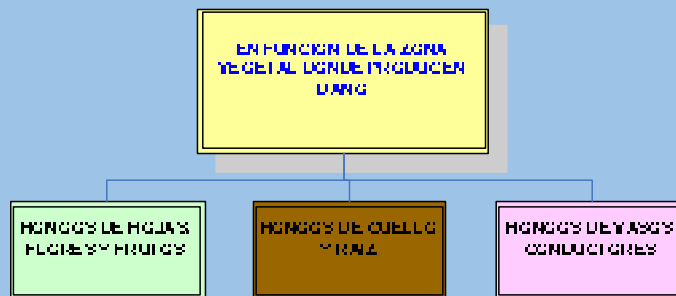 EN FUNCION DE LA ZONA
VEGETAL DONDE PRODUCEN
DAÑO
HONGOS DE HOJAS,
FLORES Y FRUTOS
HONGOS DE CUELLO
Y RAIZ
HONGOS DE VASOS
CONDUCTORES